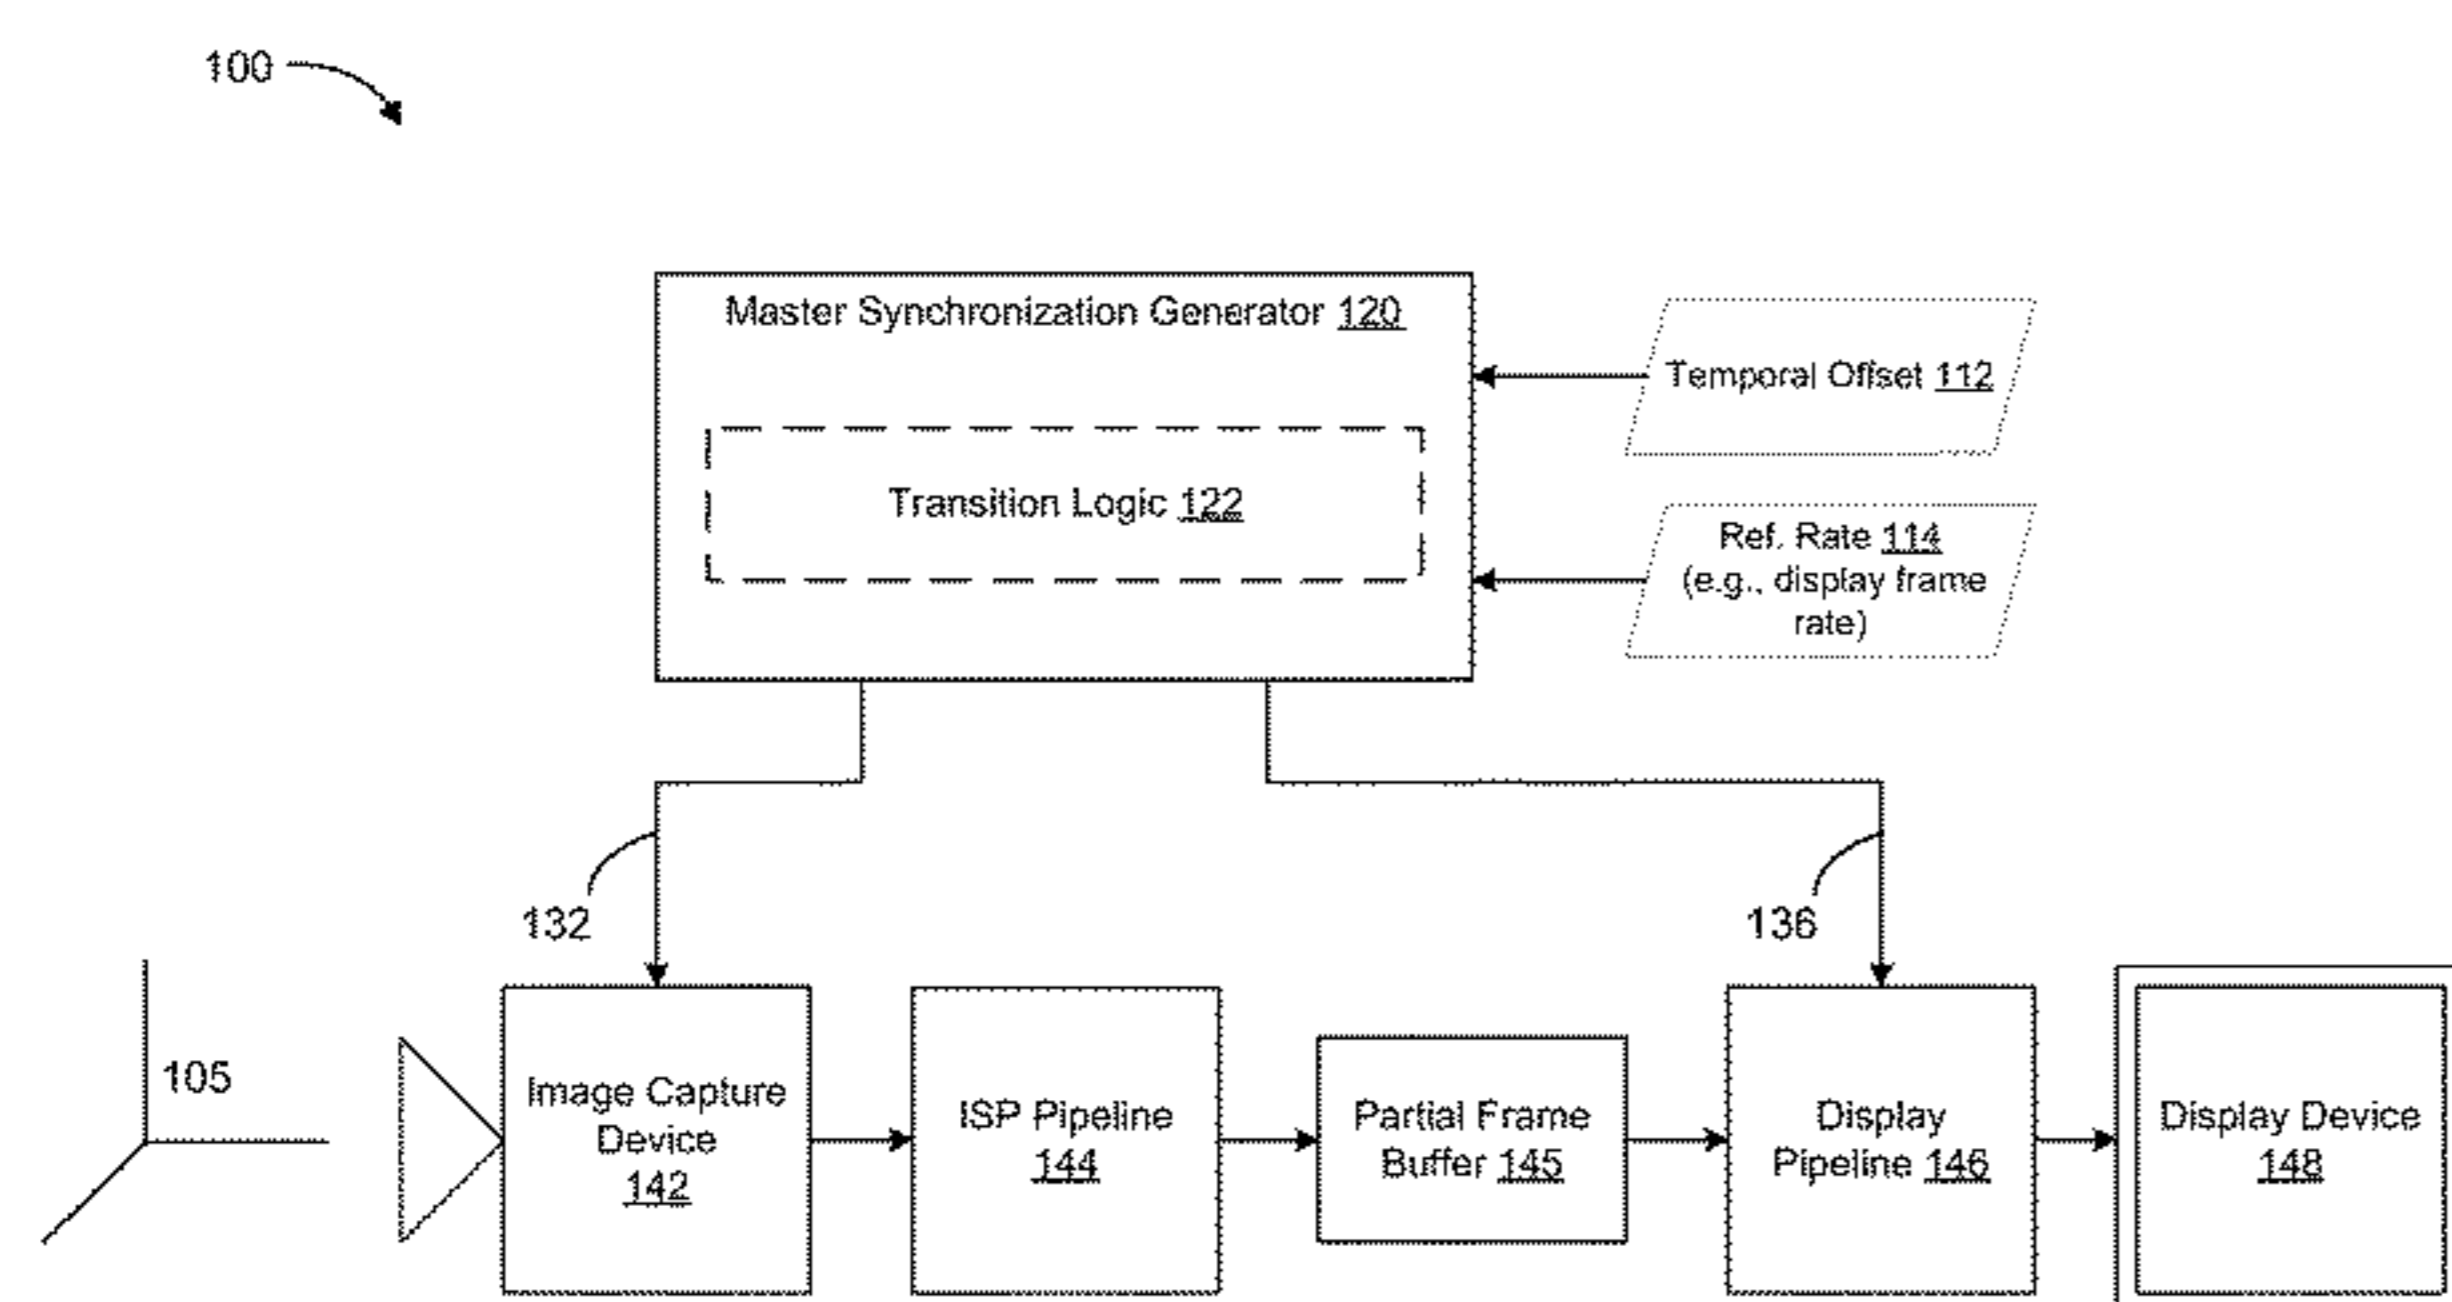 100
Master Synchronization Generator 120
Temporal Offset 112
Transition Logic 122
Ref. Rate 114
(e.g., display frame
rate)
132
136
105
Image Capture
Device
142
ISP Pipeline
144
Partial Frame
Buffer 145
Display
Pipeline 146
Display Device
148